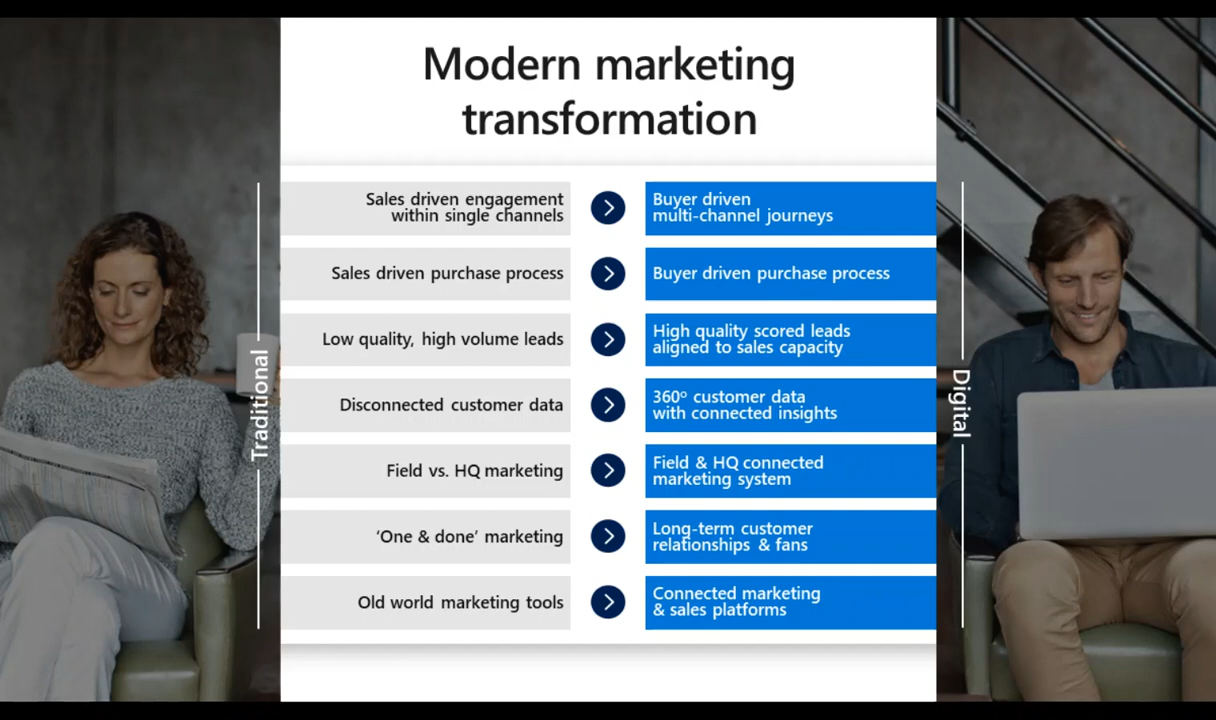 Modern marketing
transformation
Traditional
Digital
Sales driven engagement
within single channels
Buyer driven
multi-channel journeys
Sales driven purchase process
Buyer driven purchase process
Low quality, high volume leads
High quality scored leads
aligned to sales capacity
Disconnected customer data
360º customer data
with connected insights
Field vs. HQ marketing
Field & HQ connected
marketing system
‘One & done’ marketing
Long-term customer
relationships & fans
Old world marketing tools
Connected marketing
& sales platforms